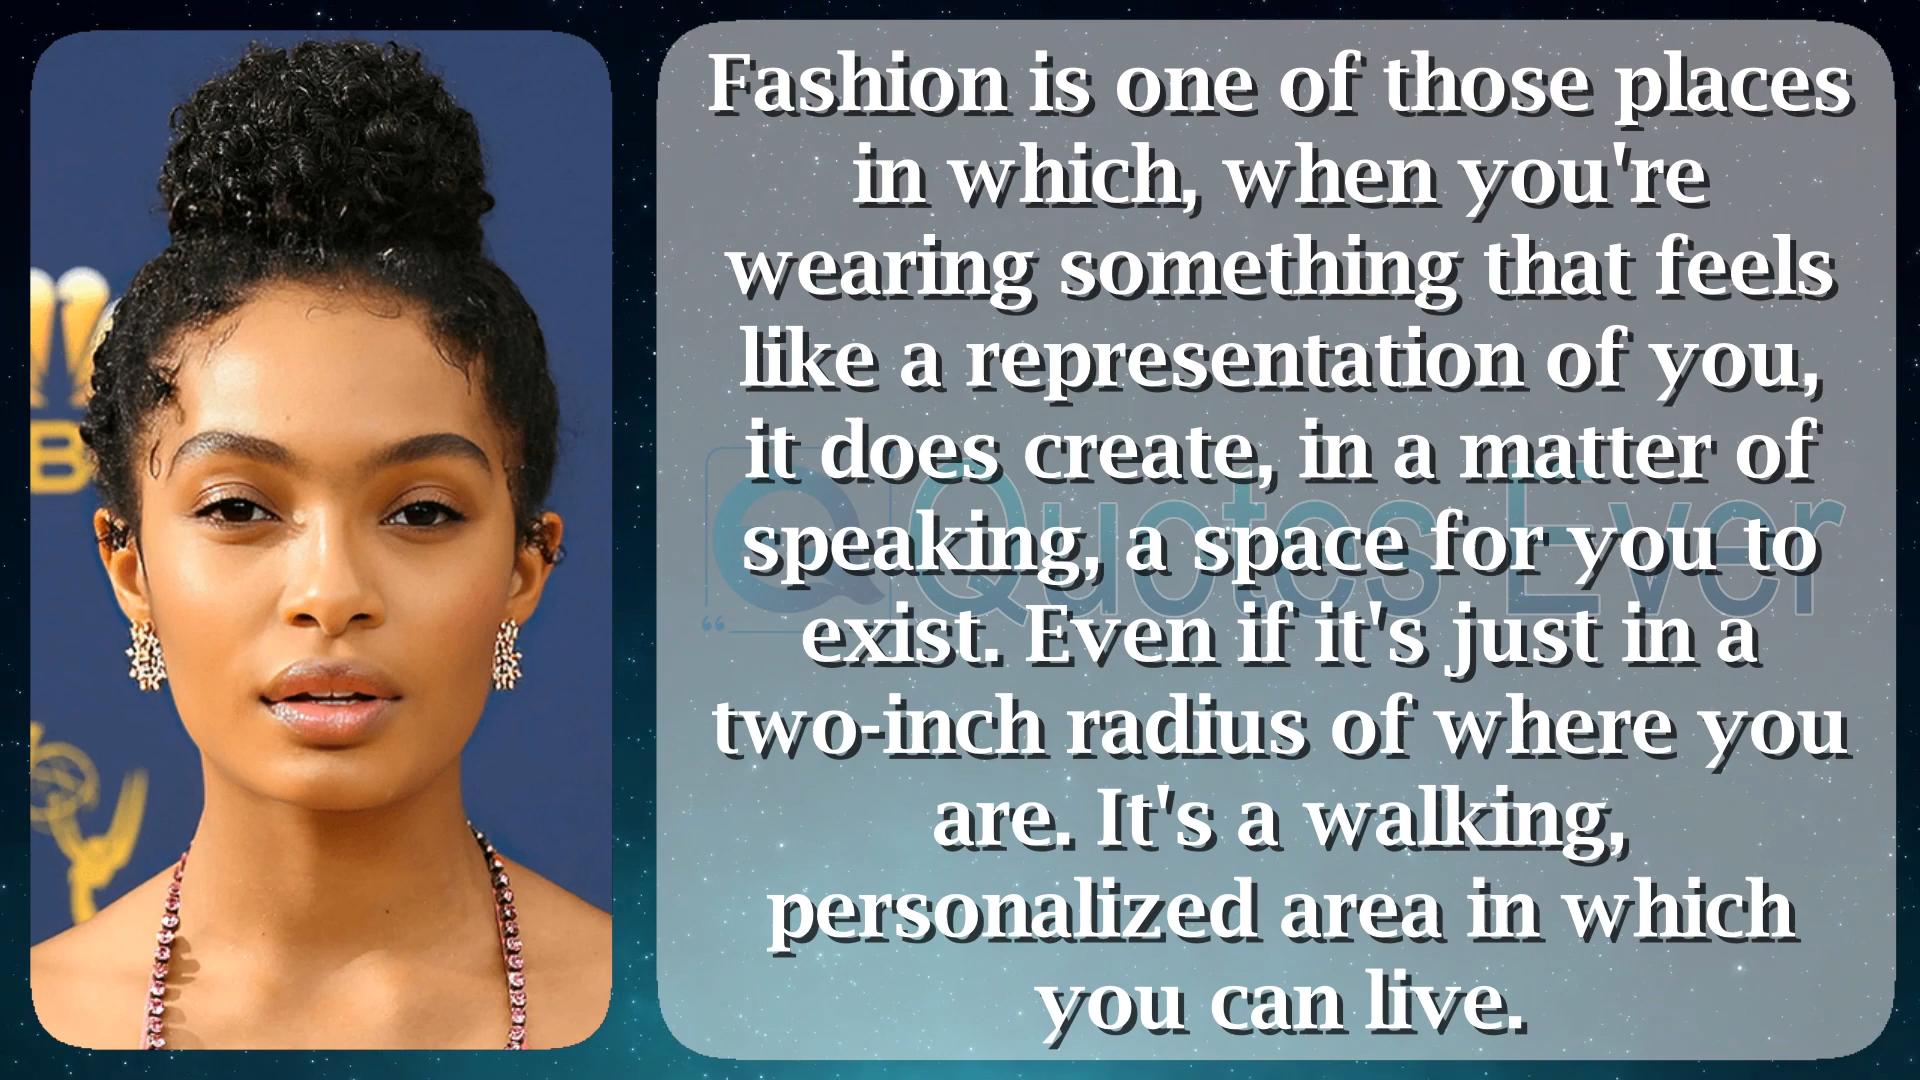 Fashion is one of those places
in which, when you're
wearing something that feels
like a representation of you,
it does create, in a matter of
speaking, a space for you to
exist. Even if it's just in a
two-inch radius of where you
are. It's a walking,
personalized area in which
you can live.
Quotes Ever
B